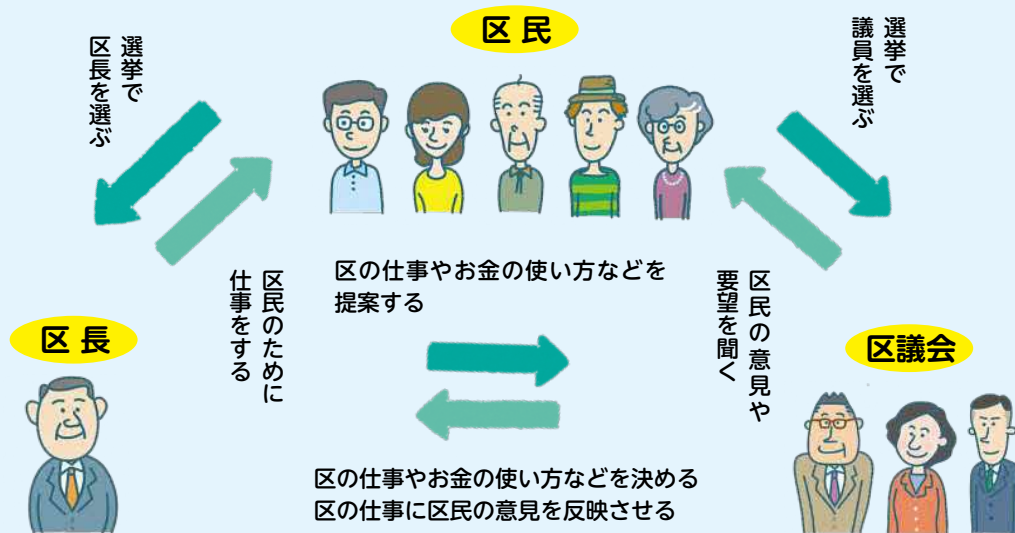 区民
選挙で
区長を選ぶ
選挙で
議員を選ぶ
区民のために
仕事をする
区の仕事やお金の使い方などを
提案する
区民の意見や
要望を聞く
区長
区議会
区の仕事やお金の使い方などを決める
区の仕事に区民の意見を反映させる